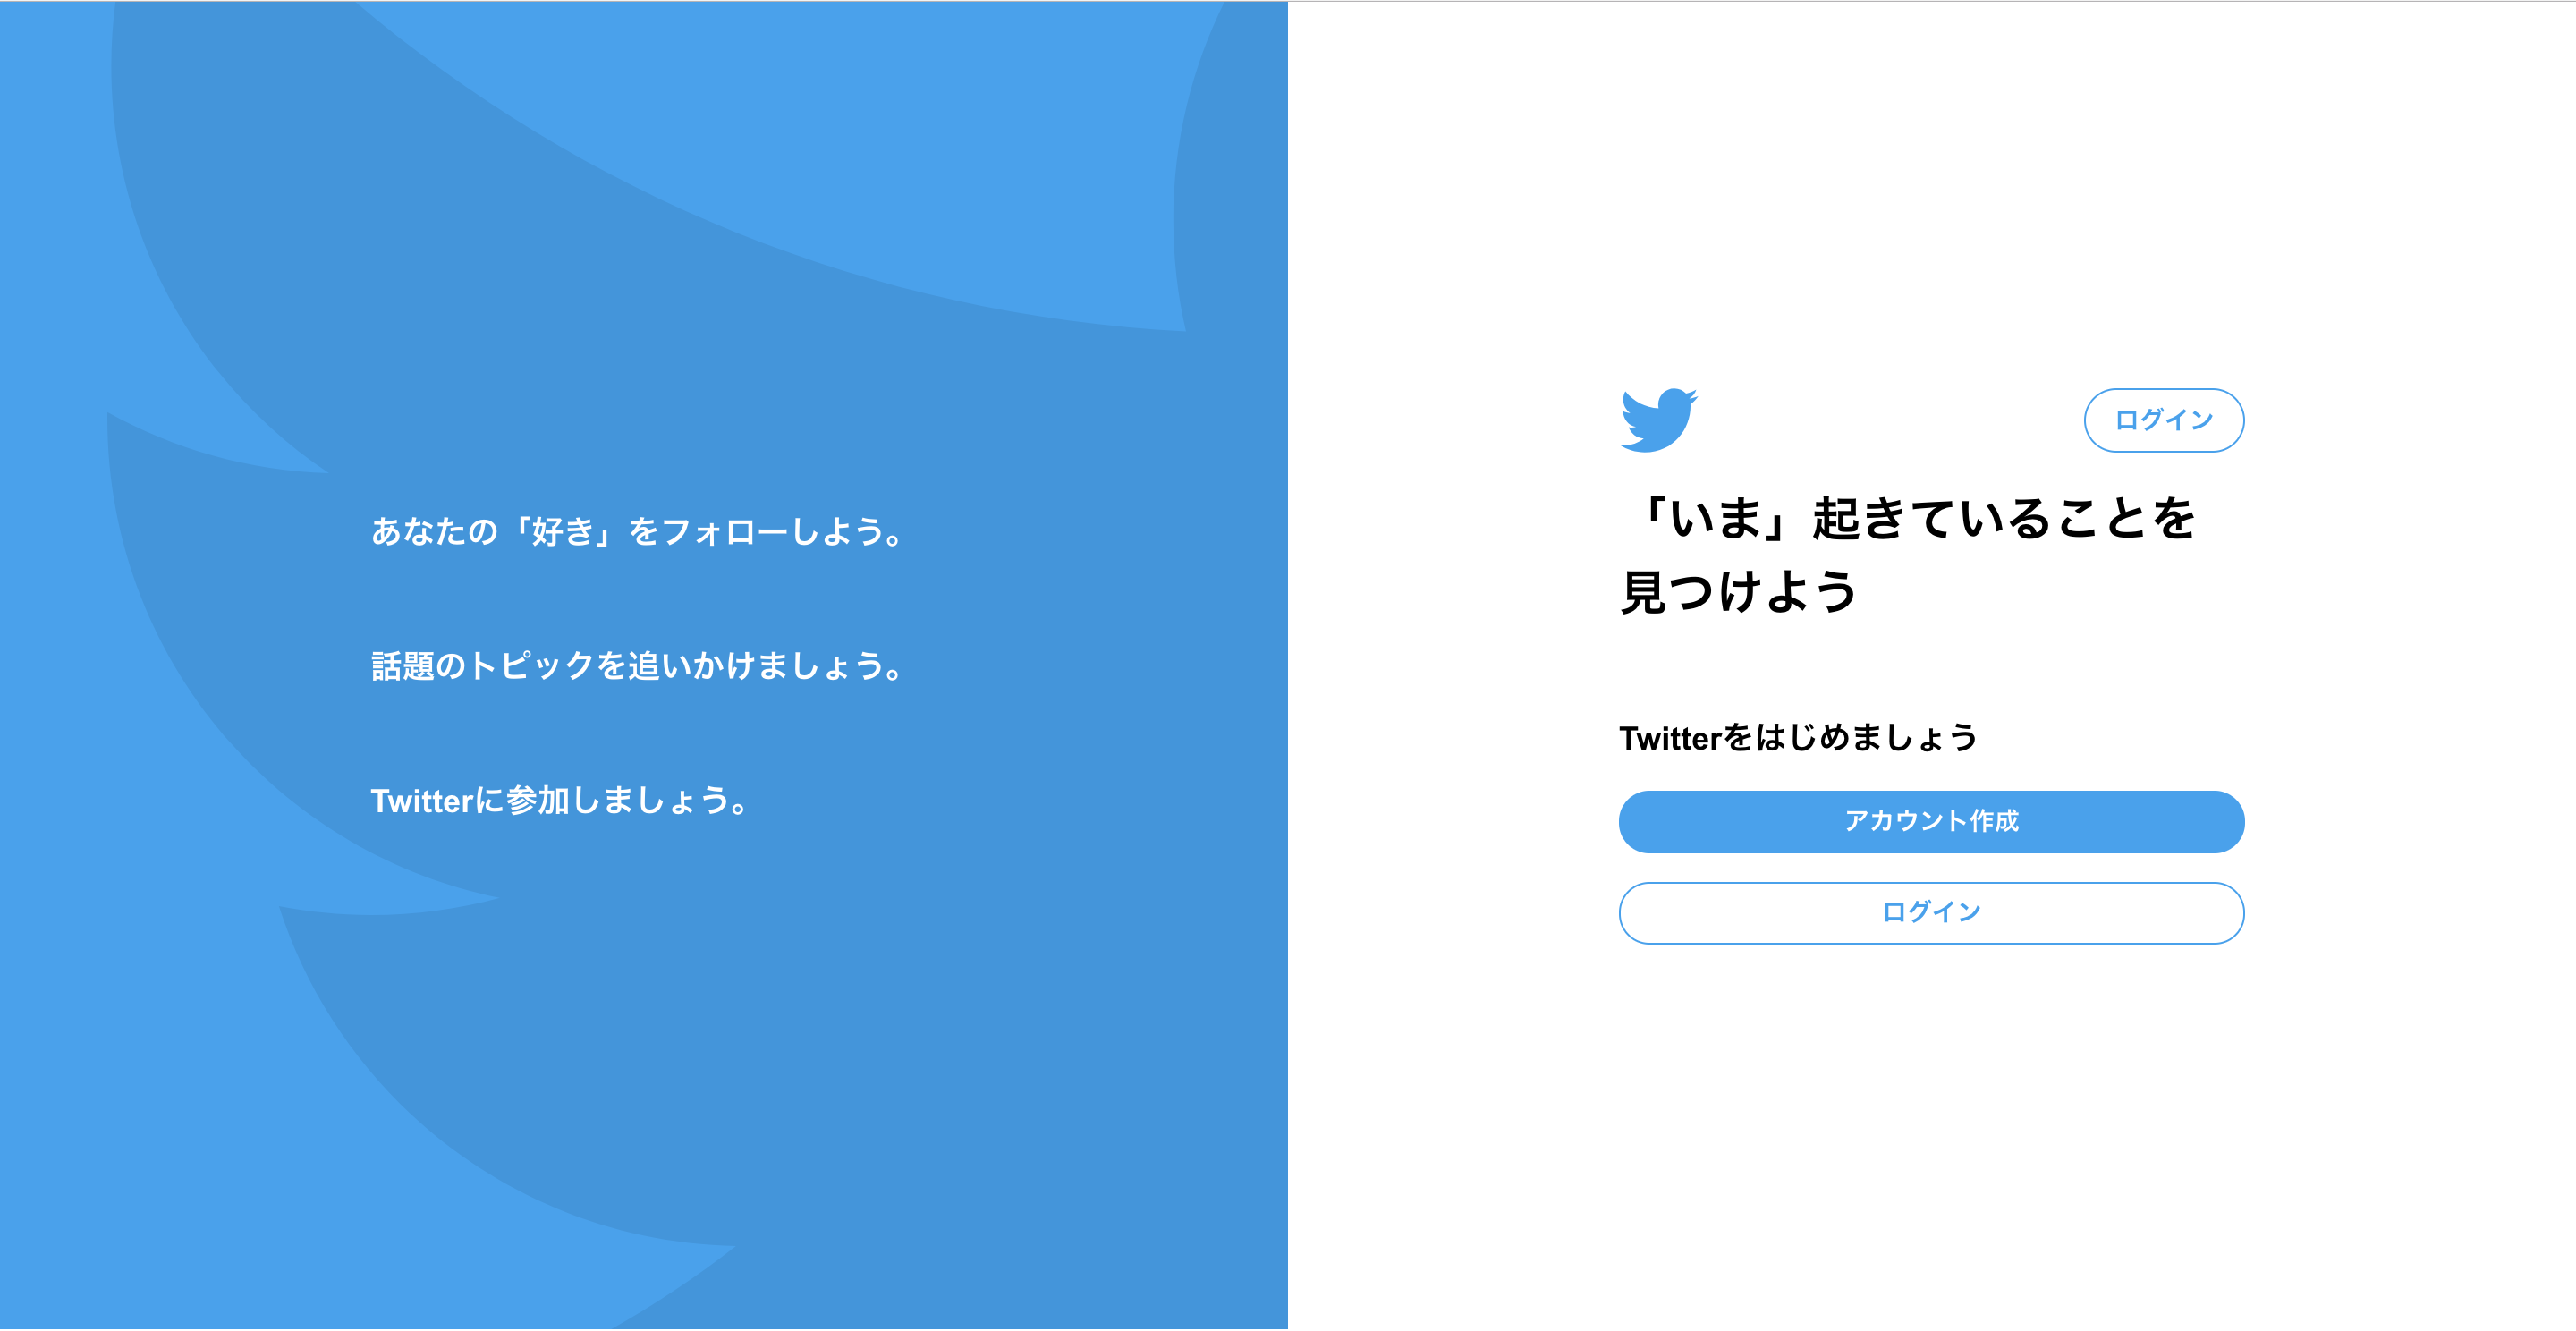 あなたの「好き」をフォローしよう。
話題のトピックを追いかけましょう。
Twitterに参加しましょう。
ログイン
「いま」起きていることを
見つけよう
Twitterをはじめましょう
アカウント作成
ログイン